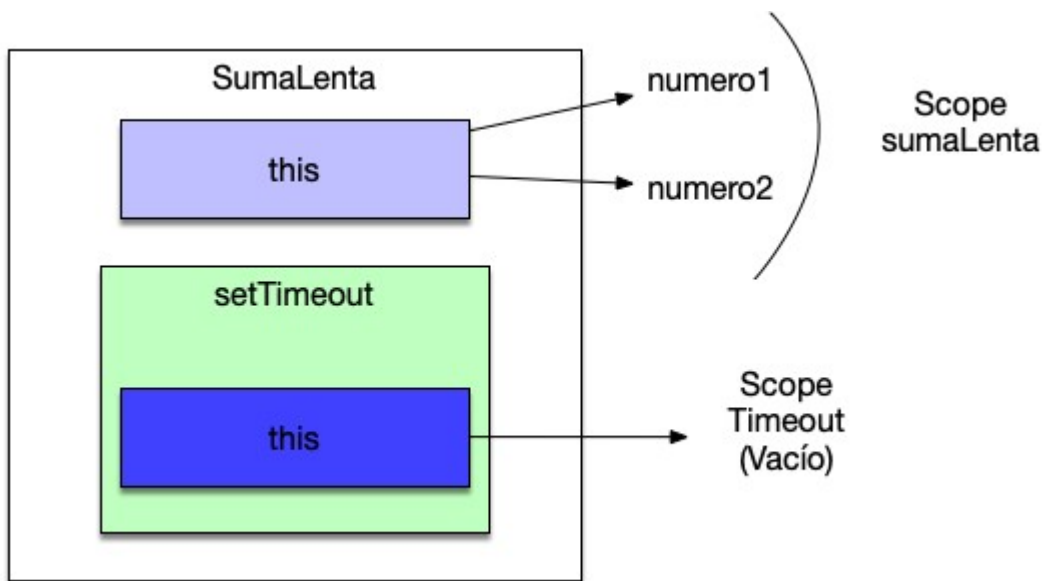 SumaLenta
this
numero1
numero2
Scope
sumaLenta
setTimeout
this
Scope
Timeout
(Vacío)